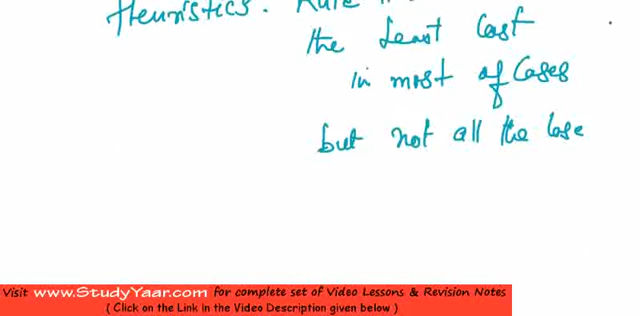 Heuristics. Rule
the least cost
in most of Cases
but not all the case
Visit www.StudyYaar.com for complete set of Video Lessons & Revision Notes
( Click on the Link in the Video Description given below )